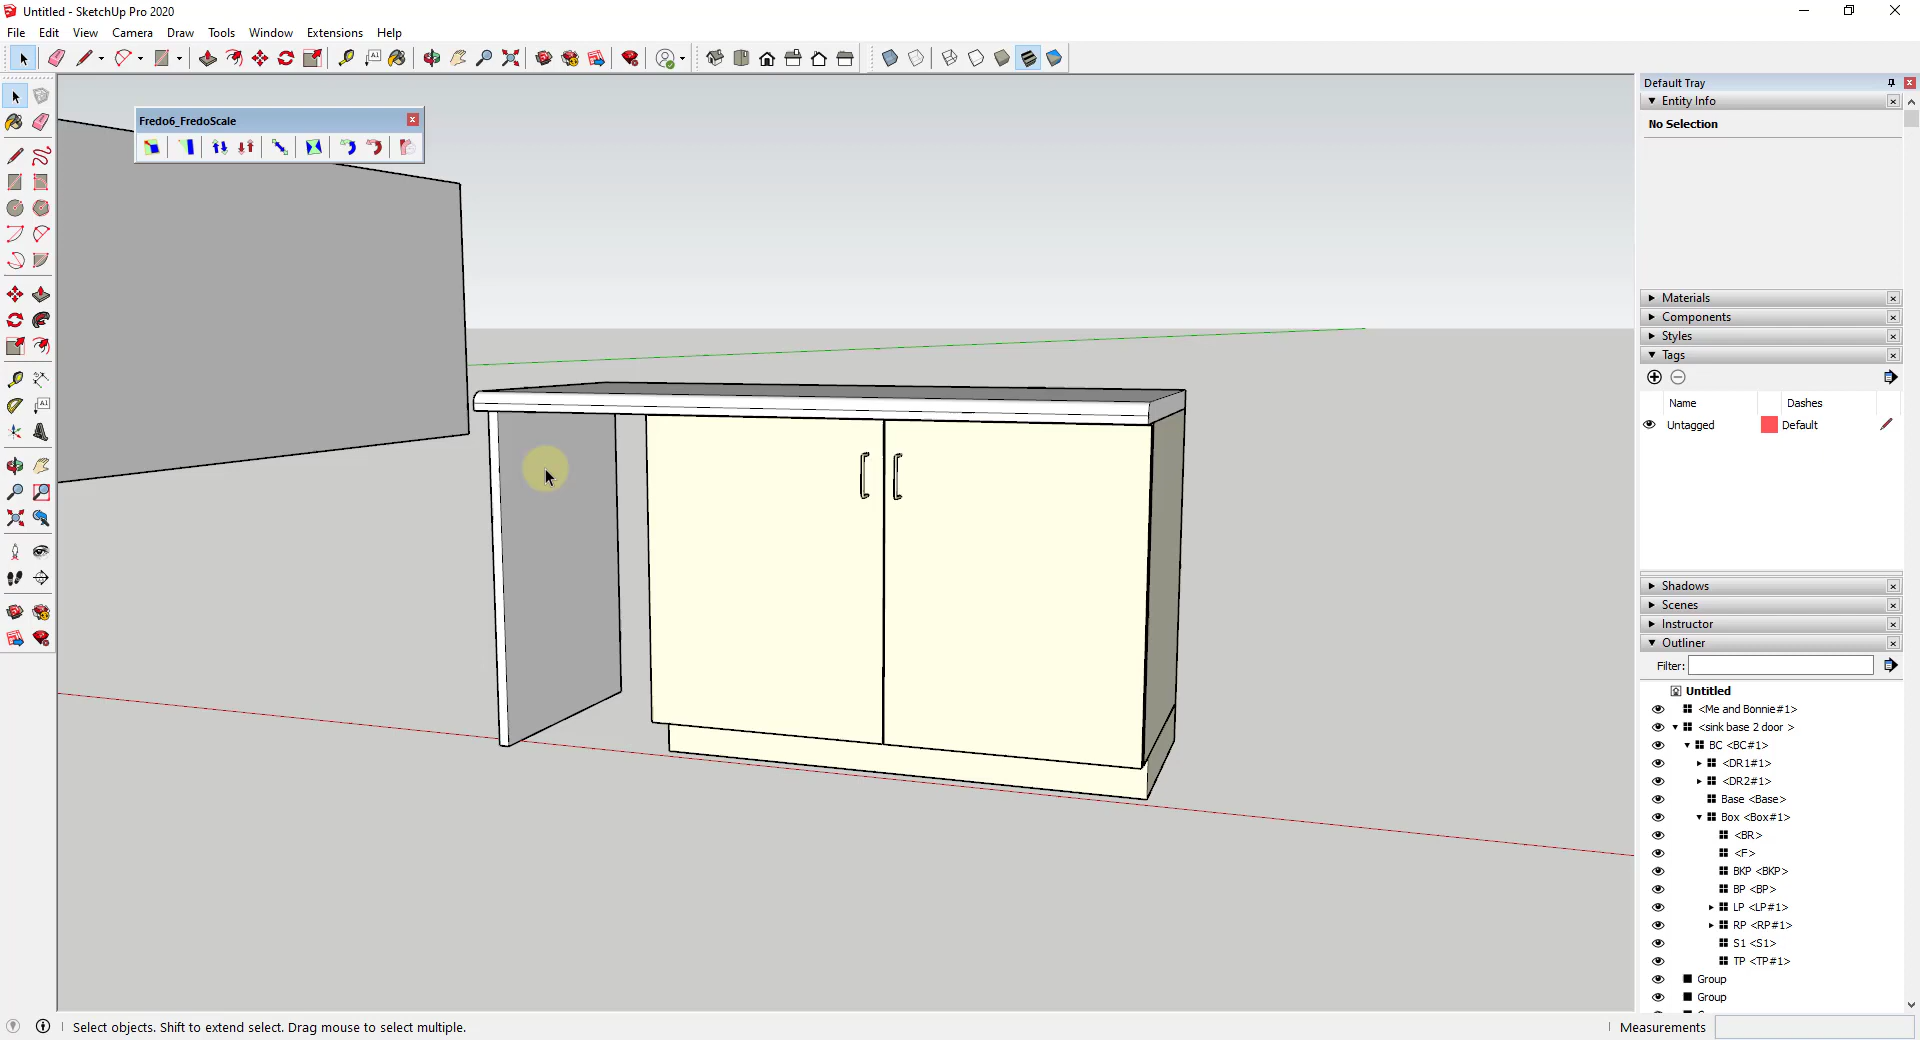 Untitled - SketchUp Pro 2020
File Edit View Camera Draw Tools Window Extensions Help
Default Tray
Entity Info
No Selection
Fredo6_FredoScale
Materials
Components
Styles
Tags
Name Dashes
Untagged Default
Shadows
Scenes
Instructor
Outliner
Filter:
Untitled
<Me and Bonnie#1>
<sink base 2 door >
BC <BC#1>
<DR1#1>
<DR2#1>
Base <Base>
Box <Box#1>
<BR>
<F>
BKP <BKP>
BP <BP>
LP <LP#1>
RP <RP#1>
S1 <S1>
TP <TP#1>
Group
Group
Select objects. Shift to extend select. Drag mouse to select multiple.
Measurements